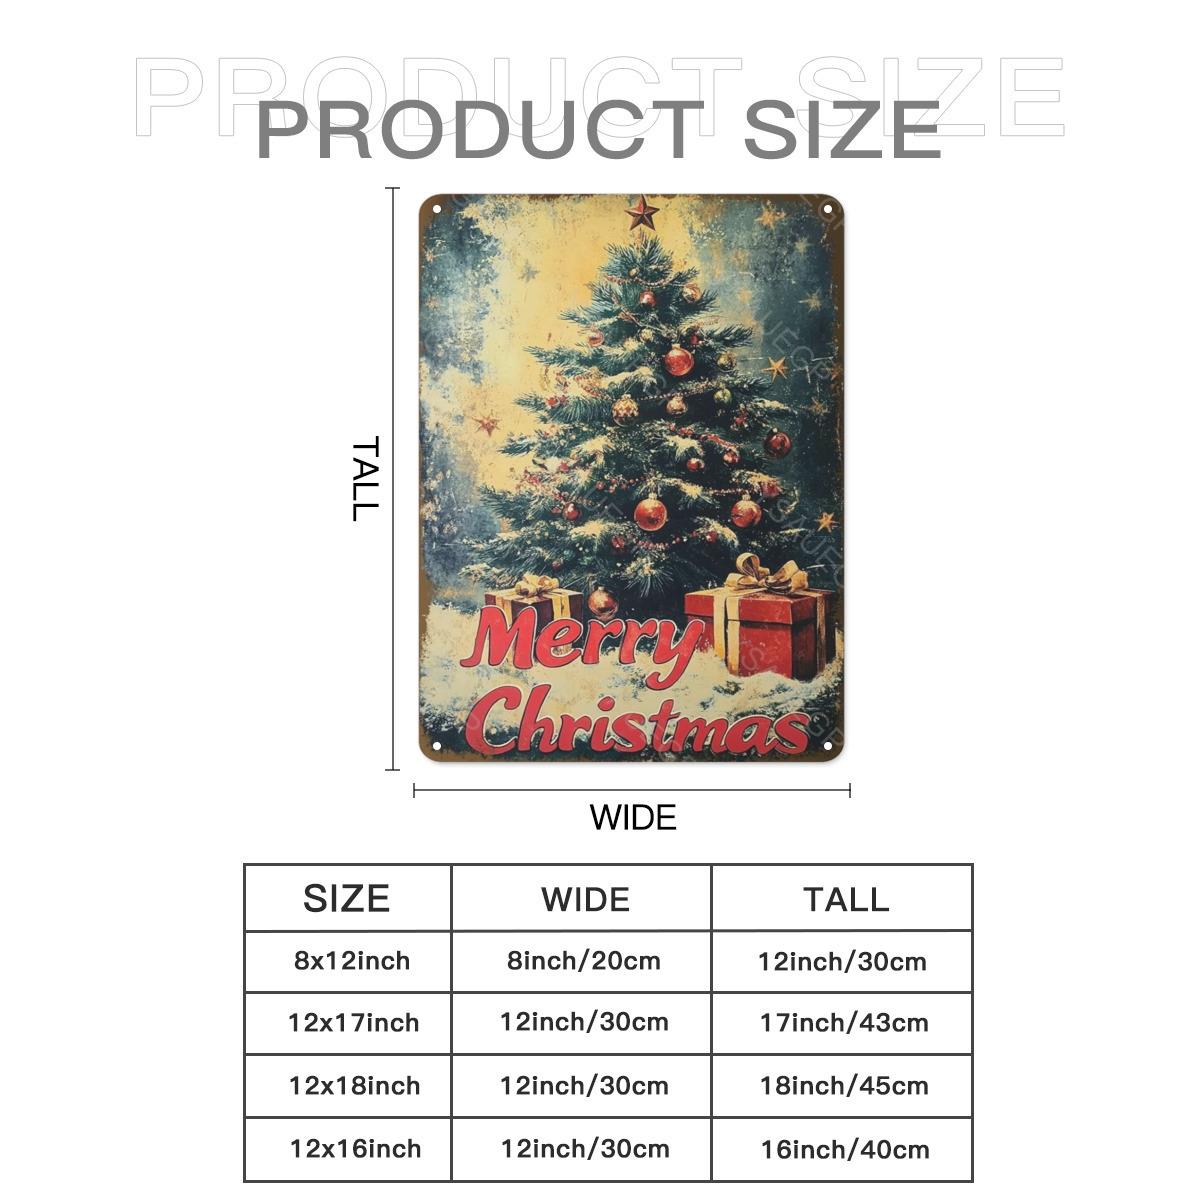 PRODUCT SIZE
PRODUCT SIZE
TALL
Merry
Christmas
WIDE
SIZE WIDE TALL
8x12inch 8inch/20cm 12inch/30cm
12x17inch 12inch/30cm 17inch/43cm
12x18inch 12inch/30cm 18inch/45cm
12x16inch 12inch/30cm 16inch/40cm